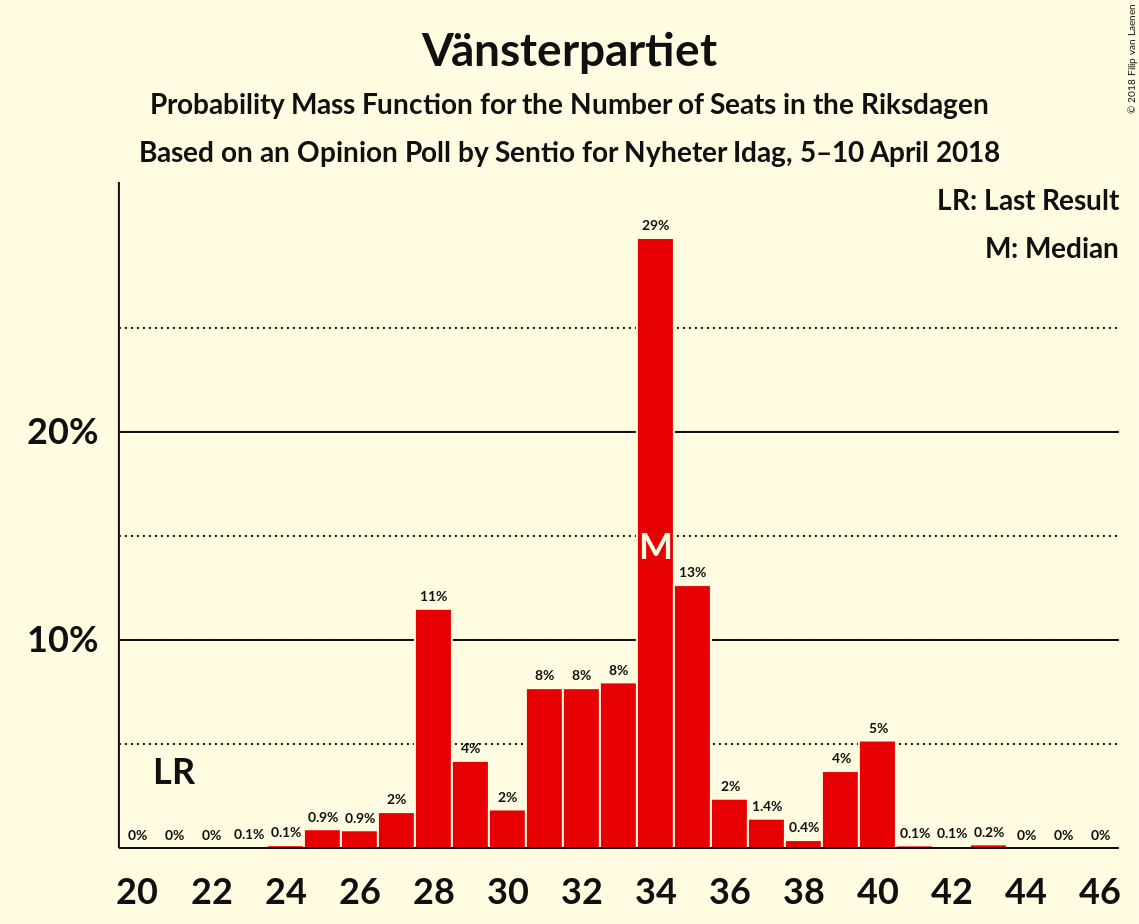 Vänsterpartiet
Probability Mass Function for the Number of Seats in the Riksdagen
Based on an Opinion Poll by Sentio for Nyheter Idag, 5–10 April 2018
© 2018 Filip van Laenen
LR: Last Result
M: Median
20%
10%
LR
M
0% 0% 0% 0.1% 0.1% 0.9% 0.9% 2% 11% 4% 2% 8% 8% 8% 29% 13% 2% 1.4% 0.4% 4% 5% 0.1% 0.1% 0.2% 0% 0% 0%
20 22 24 26 28 30 32 34 36 38 40 42 44 46